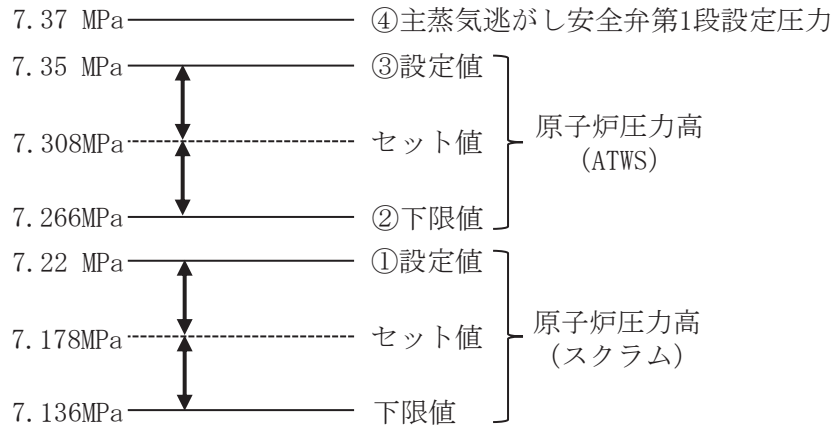 7.37 MPa ④主蒸気逃がし安全弁第1段設定圧力
7.35 MPa ③設定値
7.308MPa セット値
原子炉圧力高
(ATWS)
7.266MPa ②下限値
7.22 MPa ①設定値
7.178MPa セット値
原子炉圧力高
(スクラム)
7.136MPa 下限値